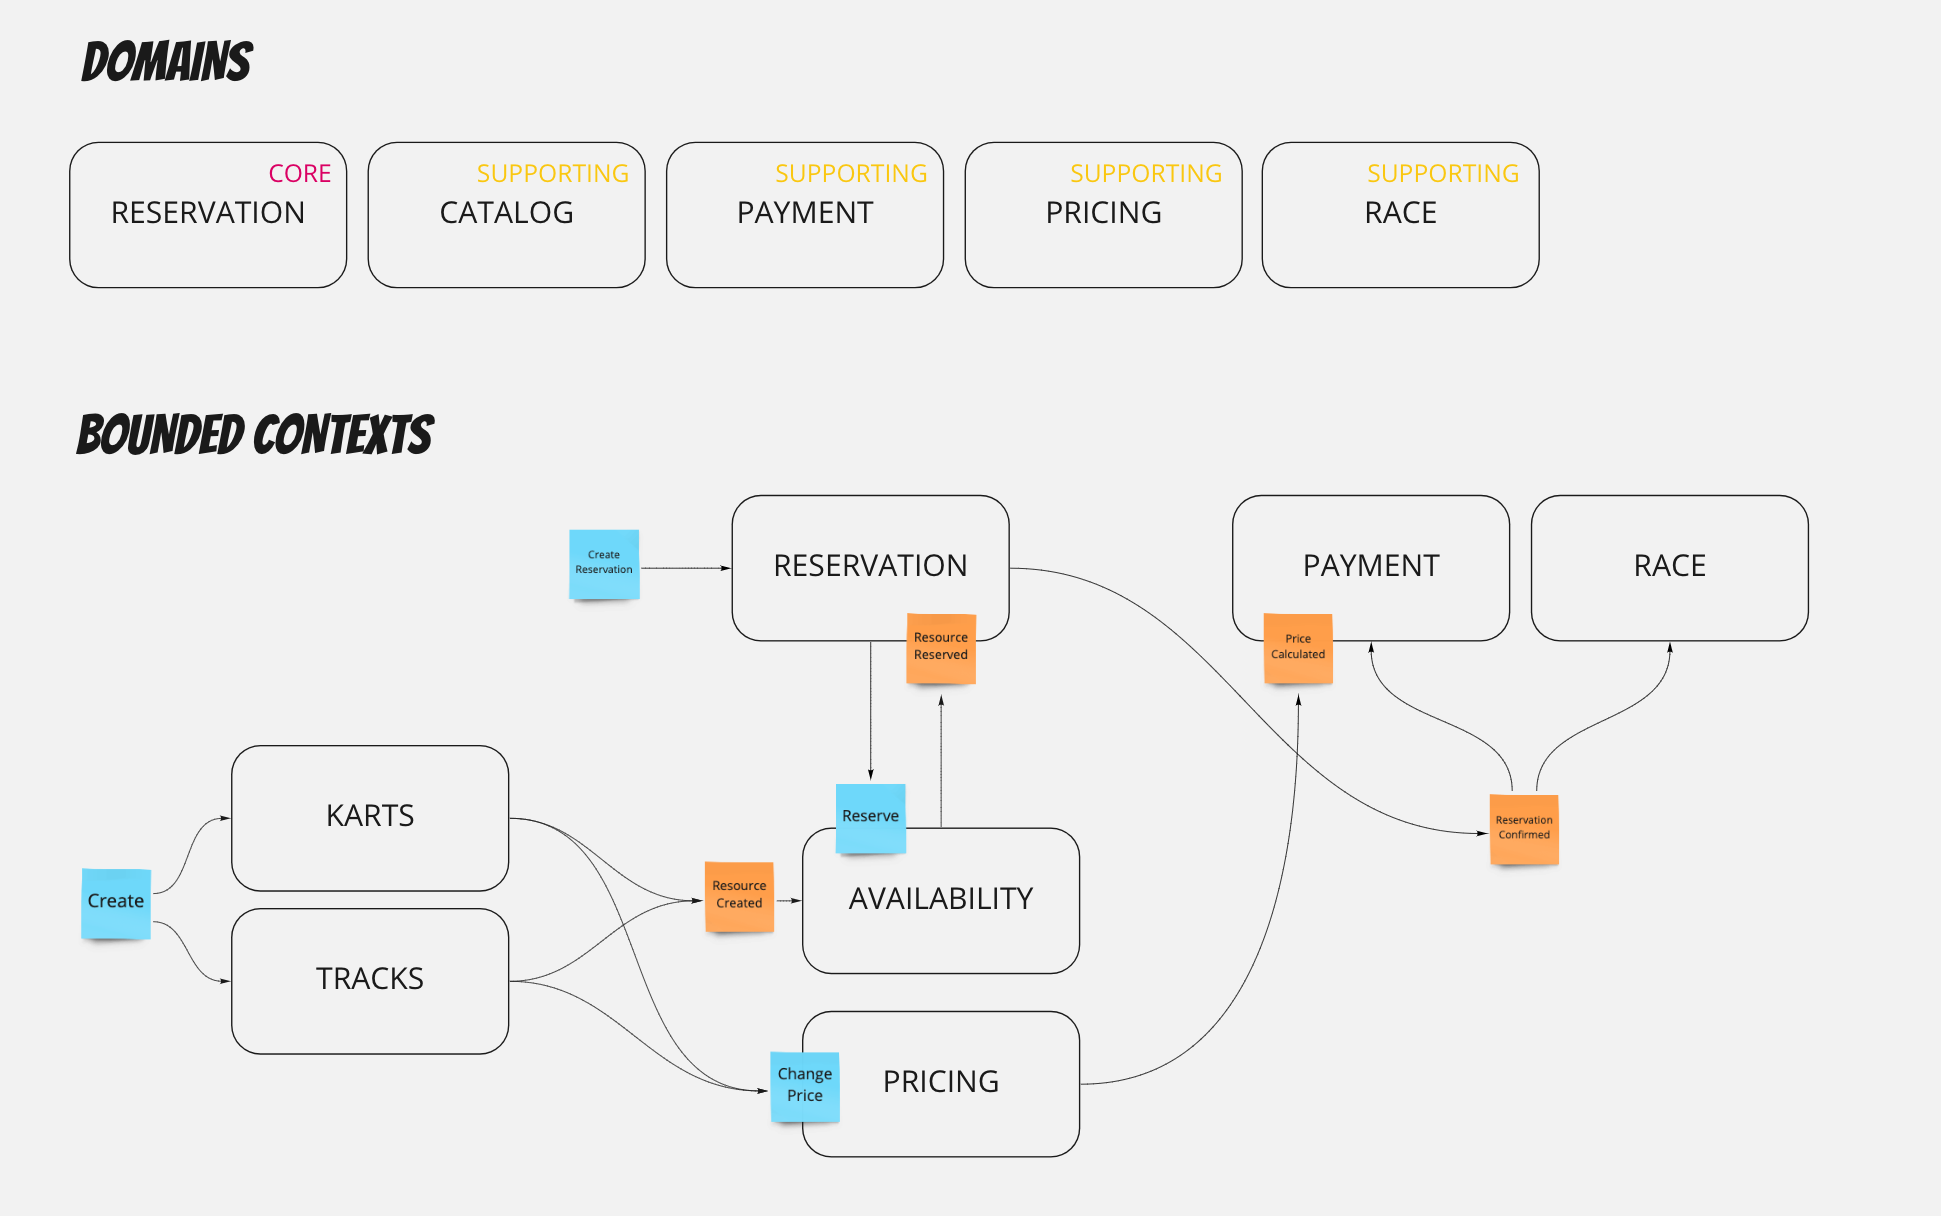 DOMAINS
CORE
RESERVATION
SUPPORTING
CATALOG
SUPPORTING
PAYMENT
SUPPORTING
PRICING
SUPPORTING
RACE
BOUNDED CONTEXTS
Create
Reservation
RESERVATION
Resource
Reserved
PAYMENT
Price
Calculated
RACE
KARTS
Create
TRACKS
Resource
Created
Reserve
AVAILABILITY
Reservation
Confirmed
Change
Price
PRICING